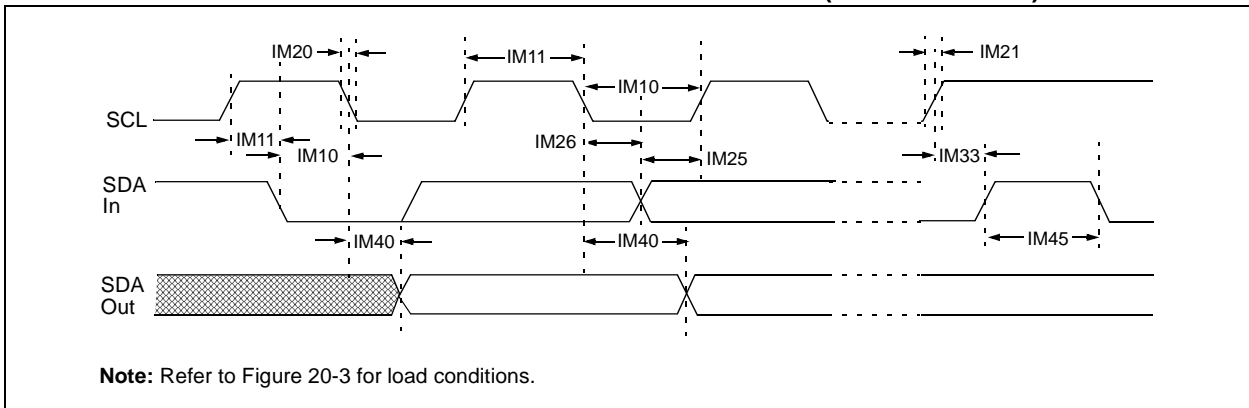 IM20
IM11
IM21
IM10
SCL
IM11
IM26
IM10
IM25
IM33
SDA
In
IM40
IM40
IM45
SDA
Out
Note: Refer to Figure 20-3 for load conditions.